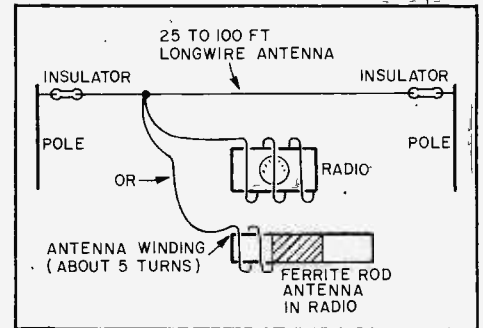 25 TO 100 FT
LONGWIRE ANTENNA
INSULATOR
INSULATOR
POLE
POLE
RADIO
OR
ANTENNA WINDING
(ABOUT 5 TURNS)
FERRITE ROD
ANTENNA
IN RADIO